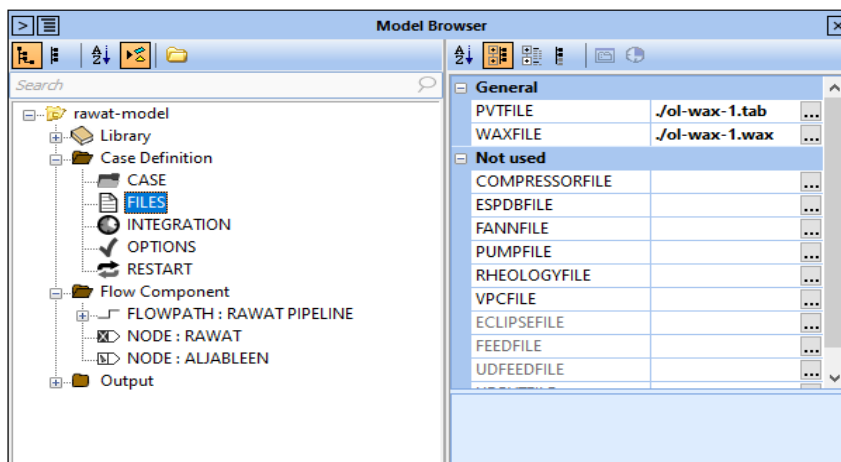 Model Browser
Search
rawat-model
Library
Case Definition
CASE
FILES
INTEGRATION
OPTIONS
RESTART
Flow Component
FLOWPATH : RAWAT PIPELINE
NODE : RAWAT
NODE : ALJABLEEN
Output
General
PVTFILE ./ol-wax-1.tab ...
WAXFILE ./ol-wax-1.wax ...
Not used
COMPRESSORFILE ...
ESPDBFILE ...
FANNFILE ...
PUMPFILE ...
RHEOLOGYFILE ...
VPCFILE ...
ECLIPSEFILE ...
FEEDFILE ...
UDFEEDFILE ...